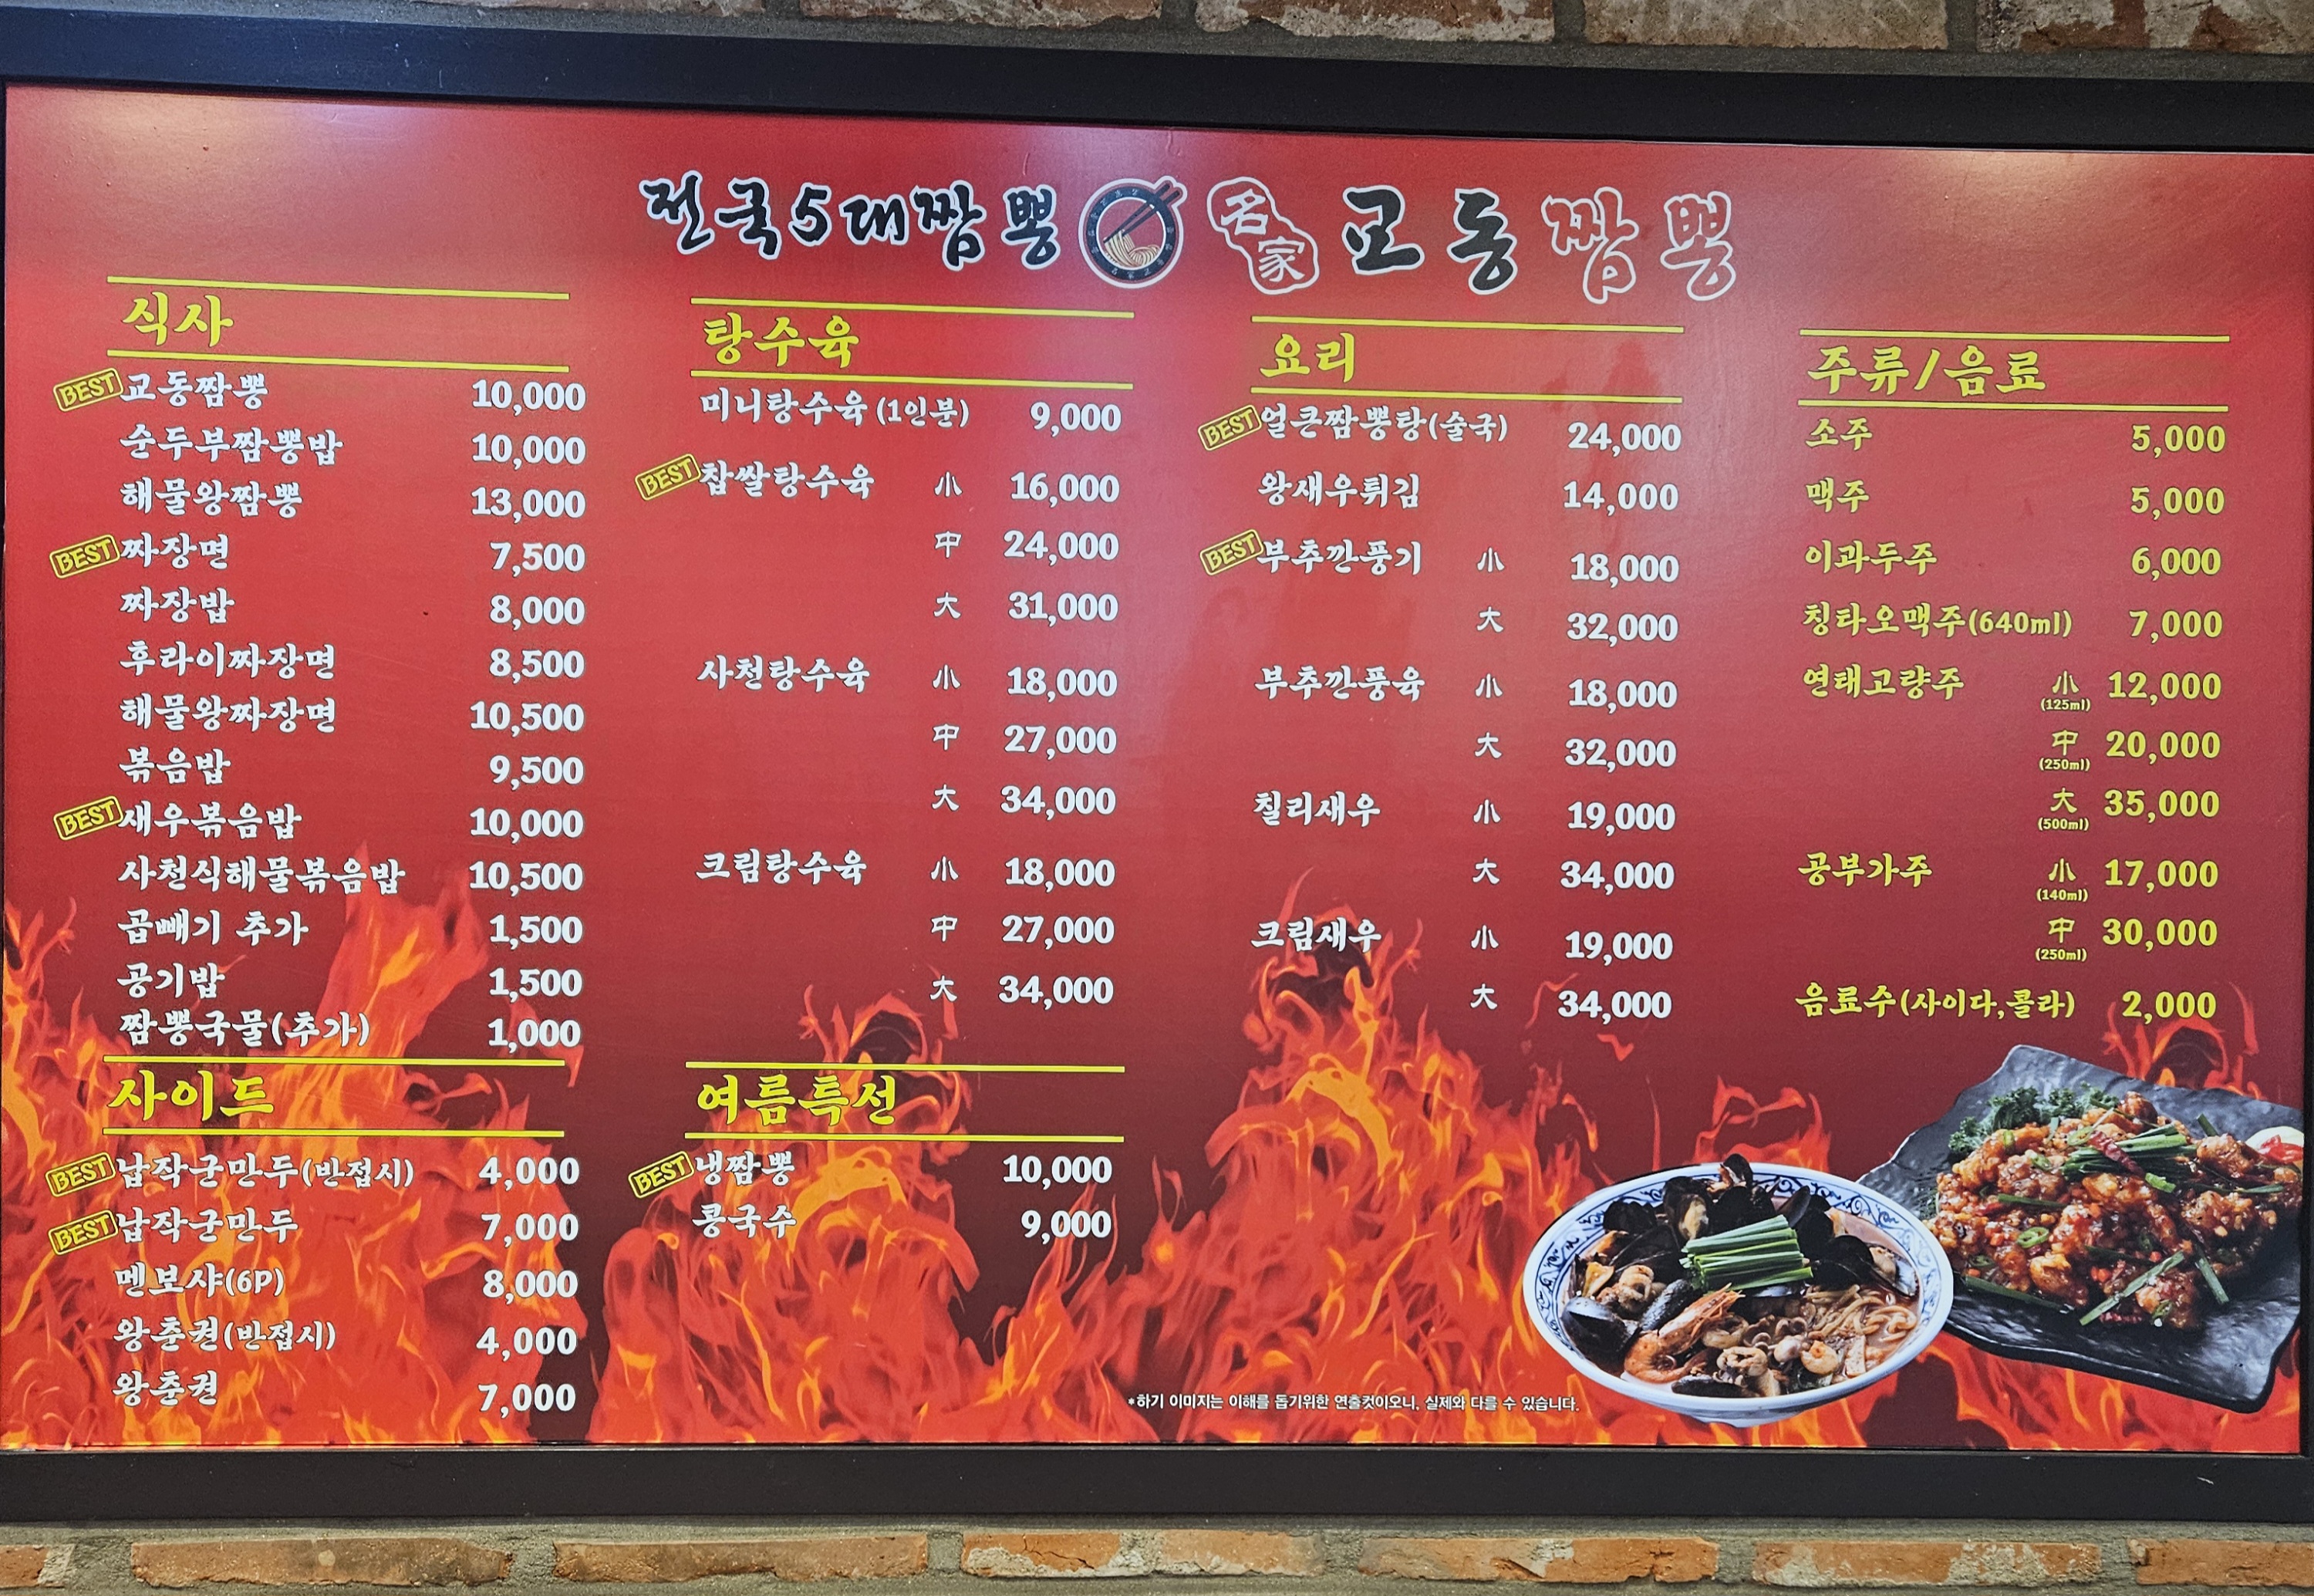 전국5대짬뽕 名家 교동짬뽕
식사
BEST 교동짬뽕 10,000
순두부짬뽕밥 10,000
해물왕짬뽕 13,000
BEST 짜장면 7,500
짜장밥 8,000
후라이짜장면 8,500
해물왕짜장면 10,500
볶음밥 9,500
BEST 새우볶음밥 10,000
사천식해물볶음밥 10,500
곱빼기 추가 1,500
공기밥 1,500
짬뽕국물(추가) 1,000
사이드
BEST 납작군만두(반접시) 4,000
BEST 납작군만두 7,000
멘보샤(6P) 8,000
왕춘권(반접시) 4,000
왕춘권 7,000
탕수육
미니탕수육(1인분) 9,000
BEST 찹쌀탕수육 小 16,000
中 24,000
大 31,000
사천탕수육 小 18,000
中 27,000
大 34,000
크림탕수육 小 18,000
中 27,000
大 34,000
여름특선
BEST 냉짬뽕 10,000
콩국수 9,000
요리
BEST 얼큰짬뽕탕(술국) 24,000
왕새우튀김 14,000
BEST 부추깐풍기 小 18,000
大 32,000
부추깐풍육 小 18,000
大 32,000
칠리새우 小 19,000
大 34,000
크림새우 小 19,000
大 34,000
주류/음료
소주 5,000
맥주 5,000
이과두주 6,000
칭타오맥주(640ml) 7,000
연태고량주 小 12,000
(125ml)
中 20,000
(250ml)
大 35,000
(500ml)
공부가주 小 17,000
(140ml)
中 30,000
(250ml)
음료수(사이다,콜라) 2,000
*하기 이미지는 이해를 돕기위한 연출컷이오니, 실제와 다를 수 있습니다.